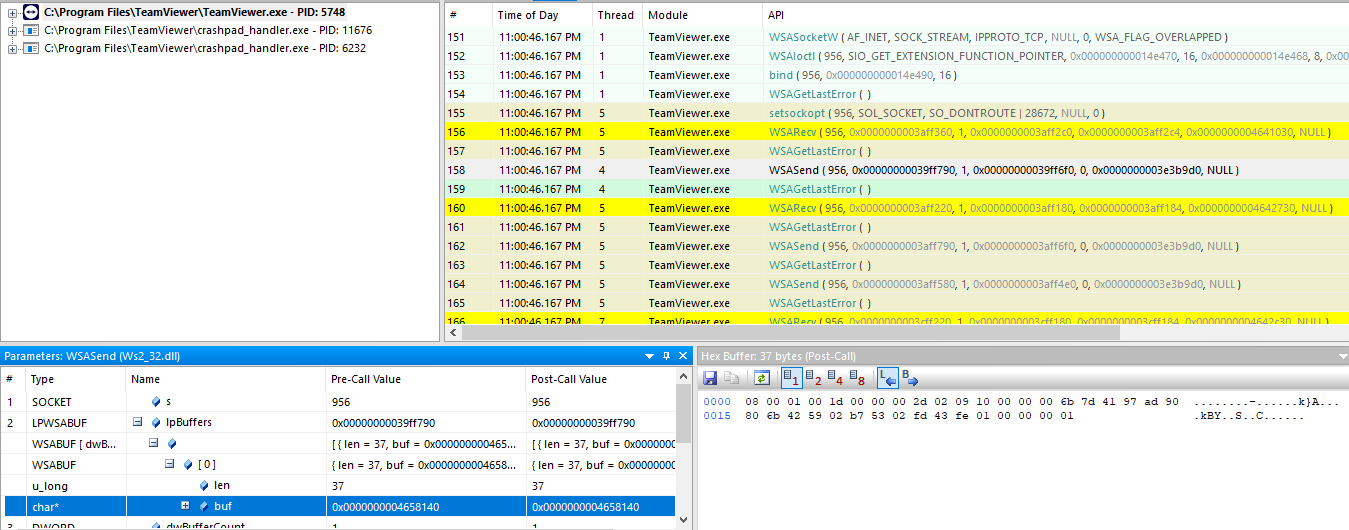 C:\Program Files\TeamViewer\TeamViewer.exe - PID: 5748
C:\Program Files\TeamViewer\crashpad_handler.exe - PID: 11676
C:\Program Files\TeamViewer\crashpad_handler.exe - PID: 6232
# Time of Day Thread Module API
151 11:00:46.167 PM 1 TeamViewer.exe WSASocketW ( AF_INET, SOCK_STREAM, IPPROTO_TCP, NULL, 0, WSA_FLAG_OVERLAPPED )
152 11:00:46.167 PM 1 TeamViewer.exe WSAIoctl ( 956, SIO_GET_EXTENSION_FUNCTION_POINTER, 0x000000000014e470, 16, 0x000000000014e468, 8, 0x00
153 11:00:46.167 PM 1 TeamViewer.exe bind ( 956, 0x000000000014e490, 16 )
154 11:00:46.167 PM 1 TeamViewer.exe WSAGetLastError ( )
155 11:00:46.167 PM 5 TeamViewer.exe setsockopt ( 956, SOL_SOCKET, SO_DONTROUTE | 28672, NULL, 0 )
156 11:00:46.167 PM 5 TeamViewer.exe WSARecv ( 956, 0x0000000003aff360, 1, 0x0000000003aff2c0, 0x0000000003aff2c4, 0x0000000004641030, NULL )
157 11:00:46.167 PM 5 TeamViewer.exe WSAGetLastError ( )
158 11:00:46.167 PM 4 TeamViewer.exe WSASend ( 956, 0x00000000039ff790, 1, 0x00000000039ff6f0, 0, 0x0000000003e3b9d0, NULL )
159 11:00:46.167 PM 4 TeamViewer.exe WSAGetLastError ( )
160 11:00:46.167 PM 5 TeamViewer.exe WSARecv ( 956, 0x0000000003aff220, 1, 0x0000000003aff180, 0x0000000003aff184, 0x0000000004642730, NULL )
161 11:00:46.167 PM 5 TeamViewer.exe WSAGetLastError ( )
162 11:00:46.167 PM 5 TeamViewer.exe WSASend ( 956, 0x0000000003aff790, 1, 0x0000000003aff6f0, 0, 0x0000000003e3b9d0, NULL )
163 11:00:46.167 PM 5 TeamViewer.exe WSAGetLastError ( )
164 11:00:46.167 PM 5 TeamViewer.exe WSASend ( 956, 0x0000000003aff580, 1, 0x0000000003aff4e0, 0, 0x0000000003e3b9d0, NULL )
165 11:00:46.167 PM 5 TeamViewer.exe WSAGetLastError ( )
166 11:00:46.167 PM 7 TeamViewer.exe WSARecv ( 956, 0x0000000003cff220, 1, 0x0000000003cff180, 0x0000000003cff184, 0x0000000004642c30, NULL )
Parameters: WSASend (Ws2_32.dll)
# Type Name Pre-Call Value Post-Call Value
1 SOCKET s 956 956
2 LPWSABUF lpBuffers 0x00000000039ff790 0x00000000039ff790
WSABUF [ dwB... [ { len = 37, buf = 0x000000000465... [ { len = 37, buf = 0x000000000...
WSABUF [ 0 ] { len = 37, buf = 0x0000000004658... { len = 37, buf = 0x0000000004...
u_long len 37 37
char* buf 0x0000000004658140 0x0000000004658140
3 DWORD dwBufferCount 1 1
Hex Buffer: 37 bytes (Post-Call)
1 2 4 8 L B
0000 08 00 01 00 1d 00 00 00 2d 02 09 10 00 00 00 6b 7d 41 97 ad 90 ........-......k}A...
0015 80 6b 42 59 02 b7 53 02 fd 43 fe 01 00 00 00 01 .kBY..S..C......